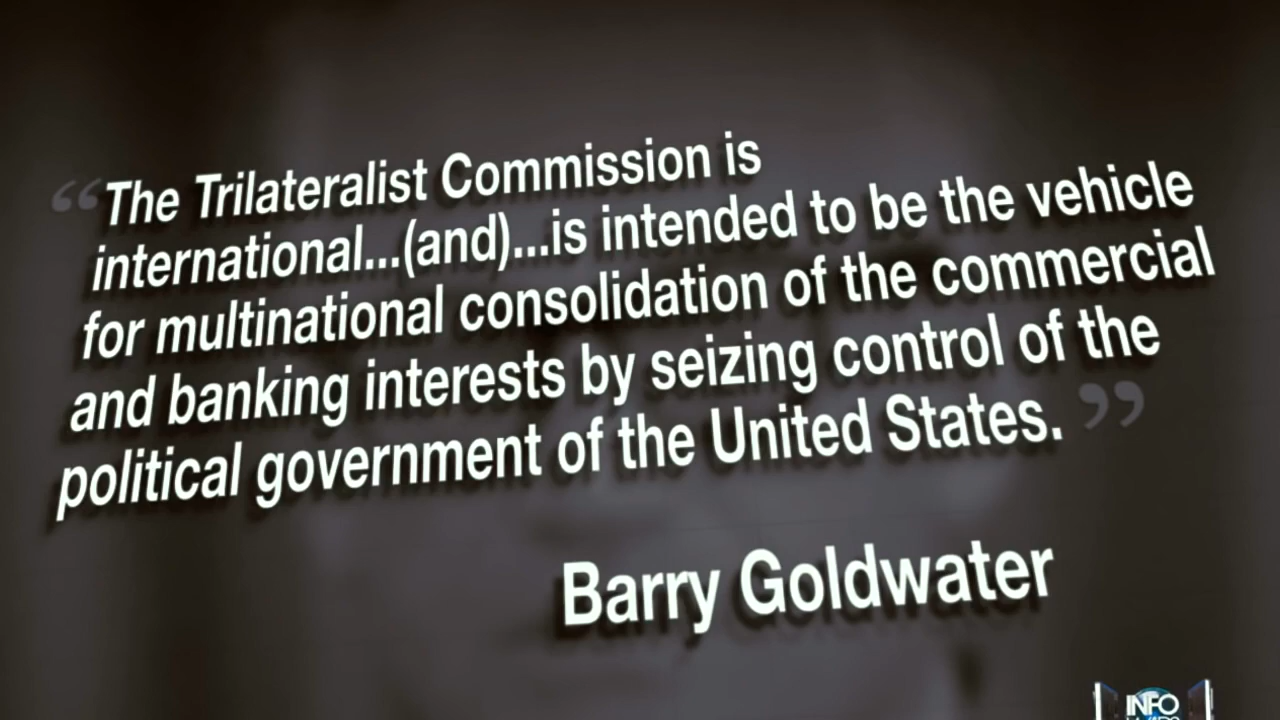 “The Trilateralist Commission is
international...(and)...is intended to be the vehicle
for multinational consolidation of the commercial
and banking interests by seizing control of the
political government of the United States.”
Barry Goldwater
INFO